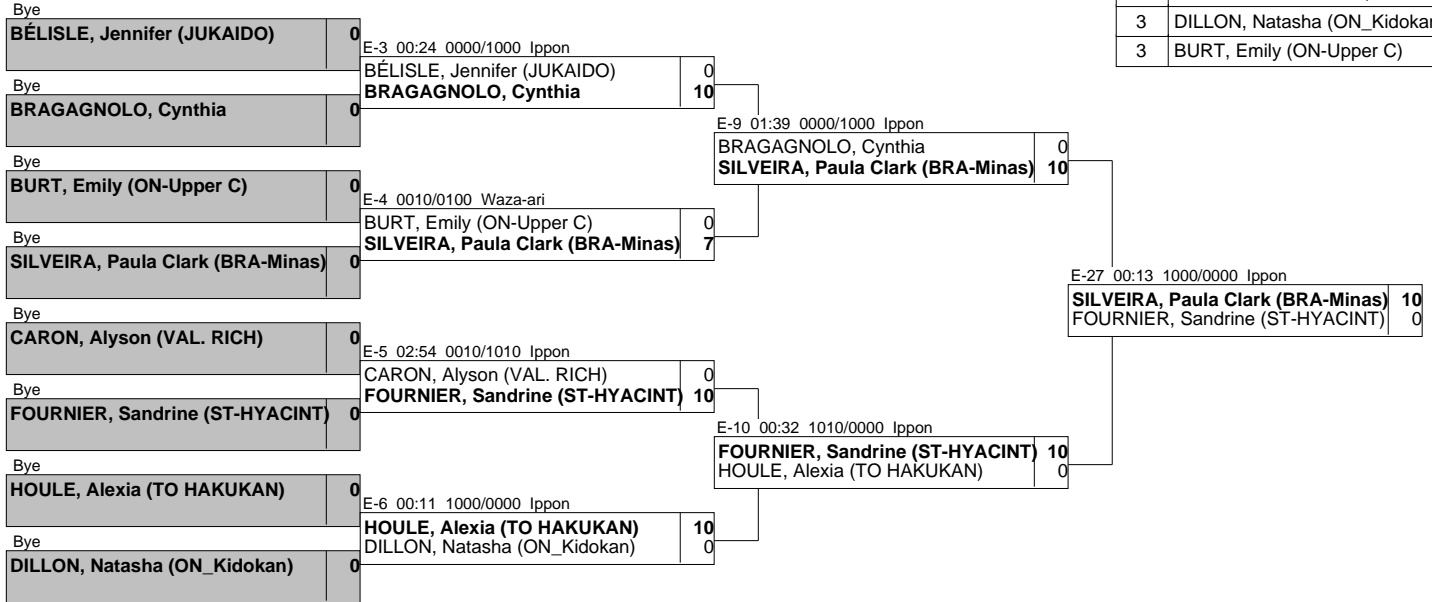 Bye
BÉLISLE, Jennifer (JUKAIDO) 0
Bye
BRAGAGNOLO, Cynthia 0
Bye
BURT, Emily (ON-Upper C) 0
Bye
SILVEIRA, Paula Clark (BRA-Minas) 0
Bye
CARON, Alyson (VAL. RICH) 0
Bye
FOURNIER, Sandrine (ST-HYACINT) 0
Bye
HOULE, Alexia (TO HAKUKAN) 0
Bye
DILLON, Natasha (ON_Kidokan) 0
E-3 00:24 0000/1000 Ippon
BÉLISLE, Jennifer (JUKAIDO) 0
BRAGAGNOLO, Cynthia 10
E-4 0010/0100 Waza-ari
BURT, Emily (ON-Upper C) 0
SILVEIRA, Paula Clark (BRA-Minas) 7
E-5 02:54 0010/1010 Ippon
CARON, Alyson (VAL. RICH) 0
FOURNIER, Sandrine (ST-HYACINT) 10
E-6 00:11 1000/0000 Ippon
HOULE, Alexia (TO HAKUKAN) 10
DILLON, Natasha (ON_Kidokan) 0
E-9 01:39 0000/1000 Ippon
BRAGAGNOLO, Cynthia 0
SILVEIRA, Paula Clark (BRA-Minas) 10
E-10 00:32 1010/0000 Ippon
FOURNIER, Sandrine (ST-HYACINT) 10
HOULE, Alexia (TO HAKUKAN) 0
E-27 00:13 1000/0000 Ippon
SILVEIRA, Paula Clark (BRA-Minas) 10
FOURNIER, Sandrine (ST-HYACINT) 0
3 DILLON, Natasha (ON_Kidokan
3 BURT, Emily (ON-Upper C)